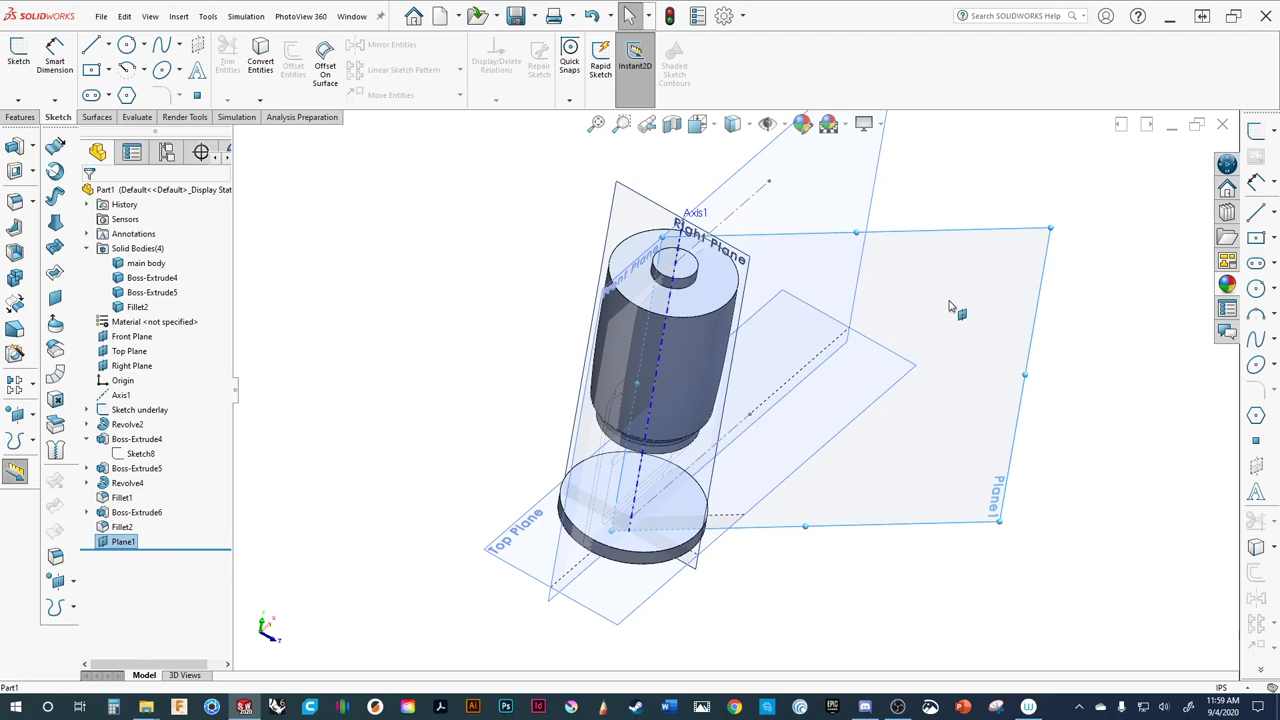 SOLIDWORKS
File Edit View Insert Tools Simulation PhotoView 360 Window
Search SOLIDWORKS Help
Sketch
Smart Dimension
Trim Entities
Convert Entities
Offset Entities
Offset On Surface
Mirror Entities
Linear Sketch Pattern
Move Entities
Display/Delete Relations
Repair Sketch
Quick Snaps
Rapid Sketch
Instant2D
Shaded Sketch Contours
Features Sketch Surfaces Evaluate Render Tools Simulation Analysis Preparation
Part1 (Default<<Default>_Display Stat
History
Sensors
Annotations
Solid Bodies(4)
main body
Boss-Extrude4
Boss-Extrude5
Fillet2
Material <not specified>
Front Plane
Top Plane
Right Plane
Origin
Axis1
Sketch underlay
Revolve2
Boss-Extrude4
Sketch8
Boss-Extrude5
Revolve4
Fillet1
Boss-Extrude6
Fillet2
Plane1
Axis1
Right Plane
Top Plane
Plane1
Model 3D Views
Part1
IPS
11:59 AM
9/4/2020